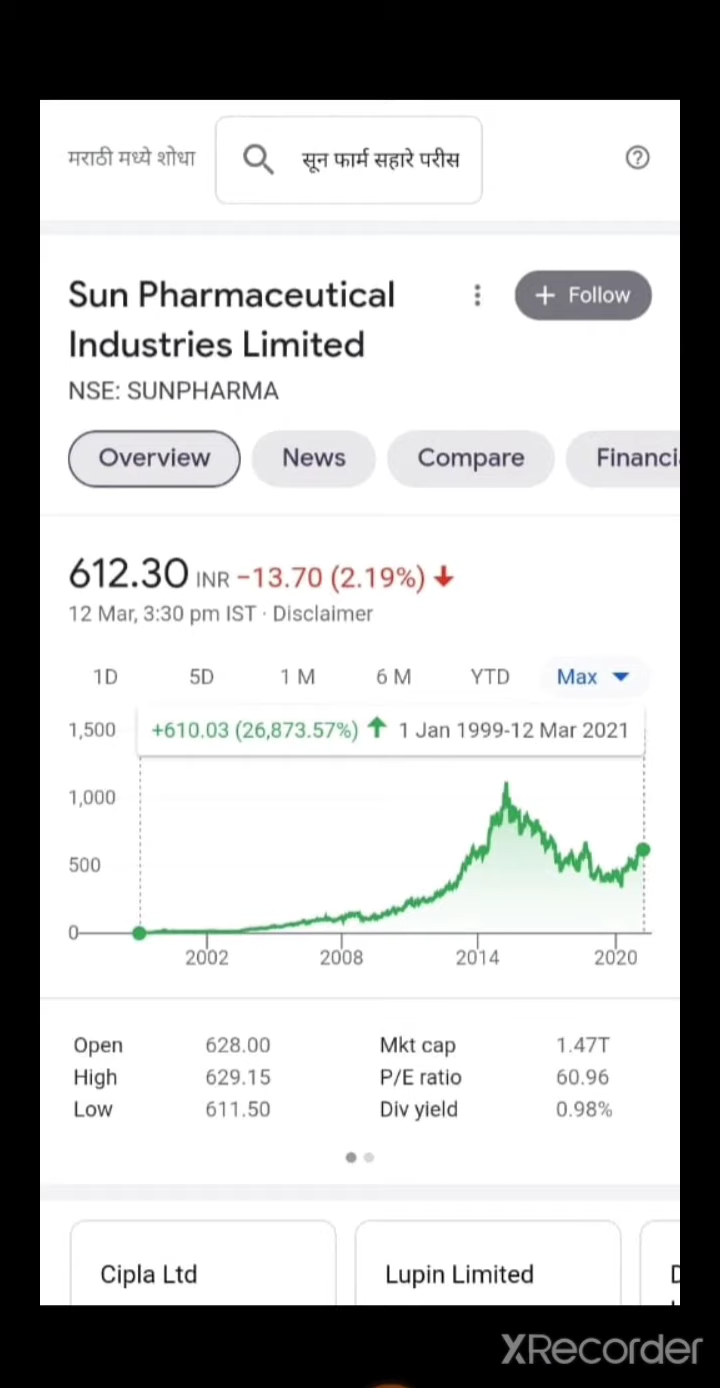 मराठी मध्ये शोधा
सून फार्म सहारे परीस
Sun Pharmaceutical
Industries Limited
+ Follow
NSE: SUNPHARMA
Overview
News
Compare
Financi
612.30 INR −13.70 (2.19%)
12 Mar, 3:30 pm IST · Disclaimer
1D
5D
1 M
6 M
YTD
Max
+610.03 (26,873.57%) 1 Jan 1999-12 Mar 2021
1,500
1,000
500
0
2002
2008
2014
2020
Open 628.00
High 629.15
Low 611.50
Mkt cap 1.47T
P/E ratio 60.96
Div yield 0.98%
Cipla Ltd
Lupin Limited
XRecorder